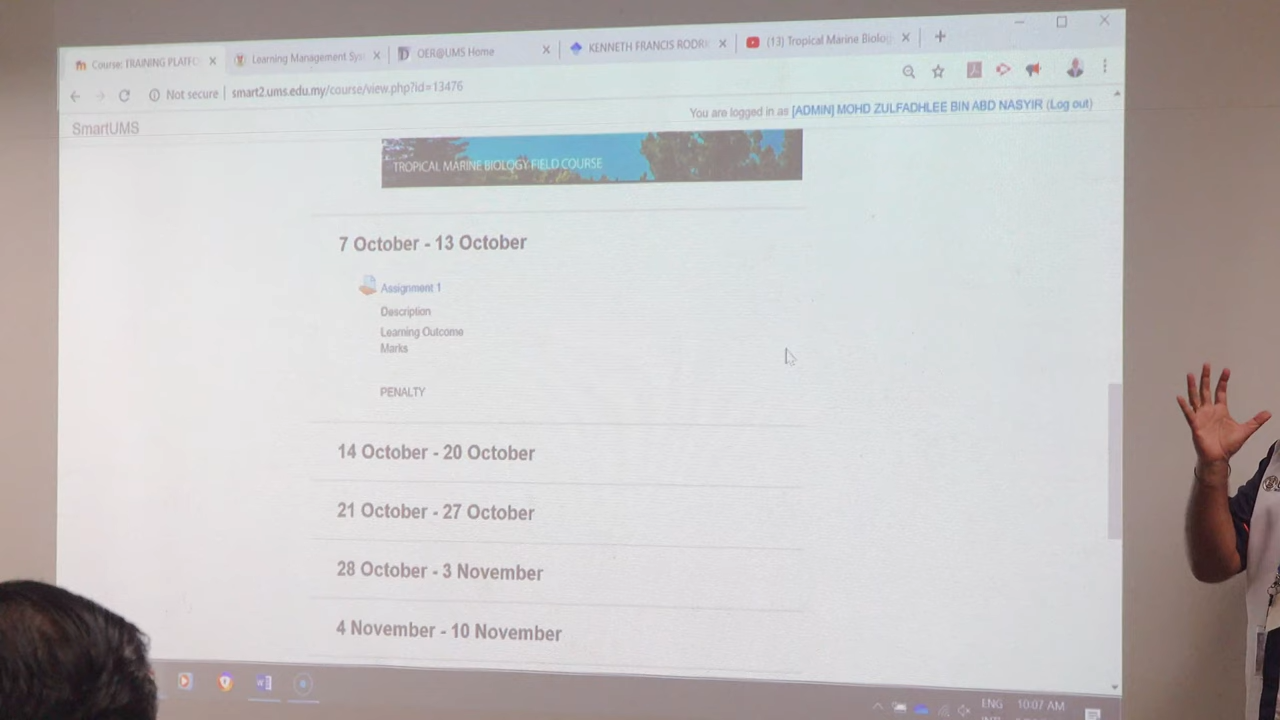 Course: TRAINING PLATFO
Learning Management Sys
OER@UMS Home
KENNETH FRANCIS RODRI
(13) Tropical Marine Biolog
Not secure | smart2.ums.edu.my/course/view.php?id=13476
SmartUMS
You are logged in as [ADMIN] MOHD ZULFADHLEE BIN ABD NASYIR (Log out)
TROPICAL MARINE BIOLOGY FIELD COURSE
7 October - 13 October
Assignment 1
Description
Learning Outcome
Marks
PENALTY
14 October - 20 October
21 October - 27 October
28 October - 3 November
4 November - 10 November
ENG
10:07 AM